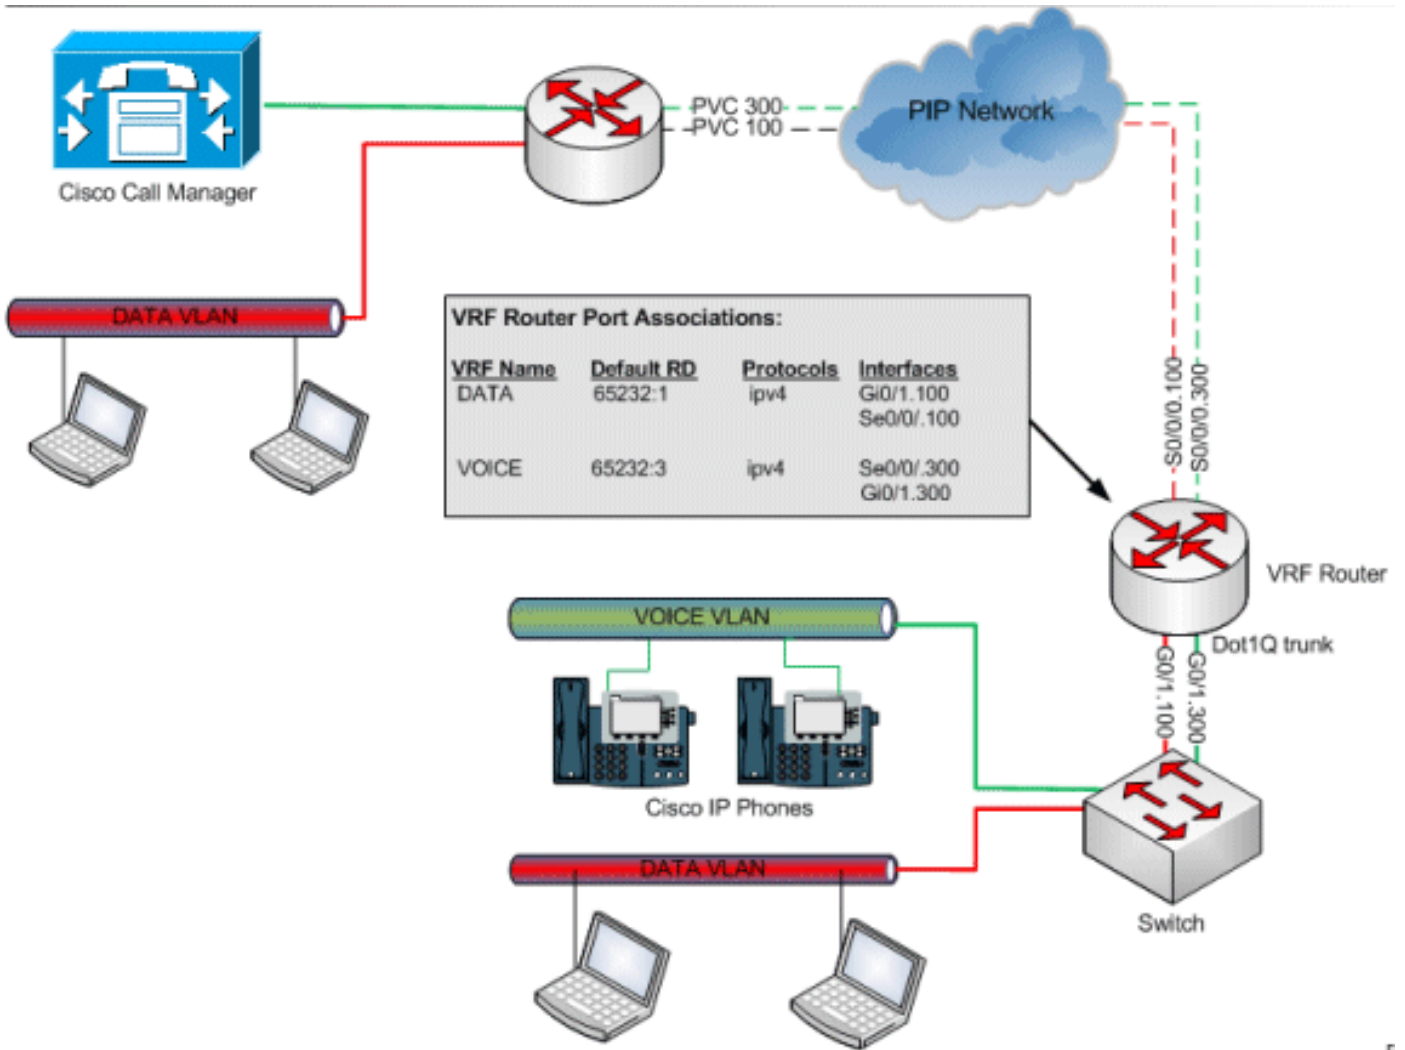 PVC 300
PVC 100
PIP Network
Cisco Call Manager
DATA VLAN
VRF Router Port Associations:
VRF Name Default RD Protocols Interfaces
DATA 65232:1 ipv4 Gi0/1.100
Se0/0/.100
VOICE 65232:3 ipv4 Se0/0/.300
Gi0/1.300
S0/0/0.100
S0/0/0.300
VRF Router
Dot1Q trunk
G0/1.100
G0/1.300
VOICE VLAN
Cisco IP Phones
DATA VLAN
Switch